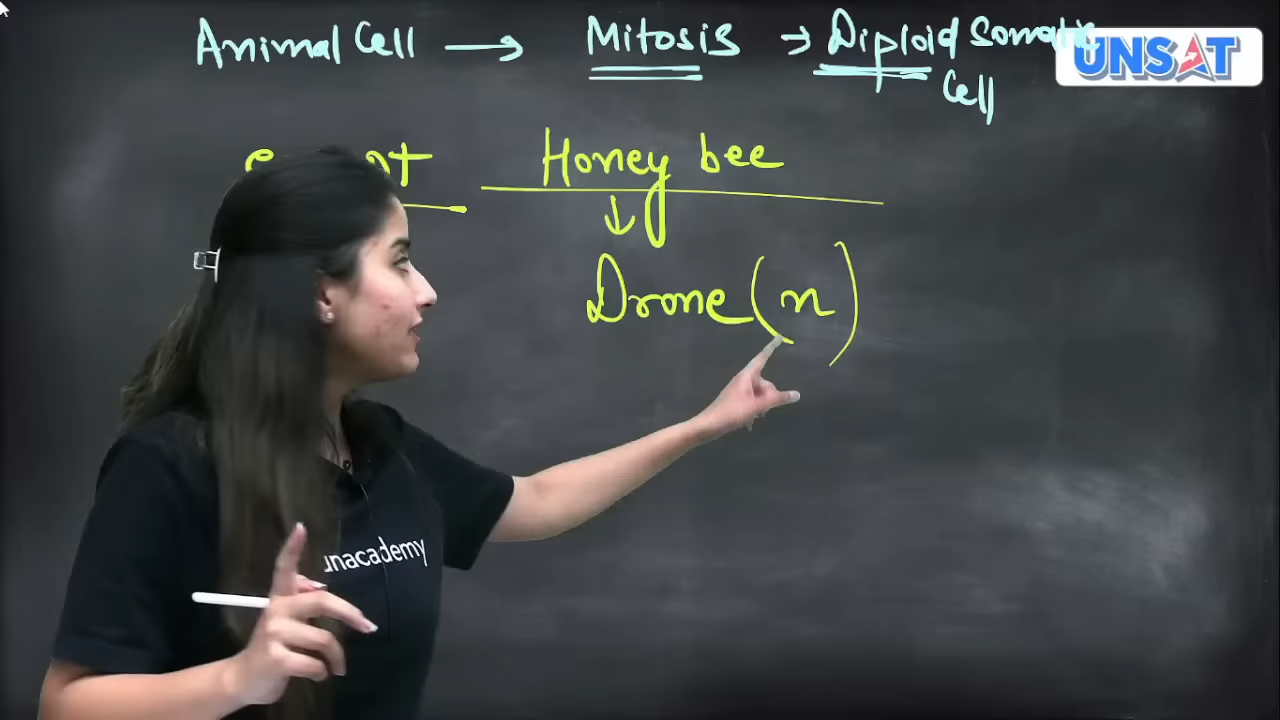 Animal Cell → Mitosis → Diploid Somatic
Cell
UNSAT
Honey bee
↓
Drone (n)
unacademy